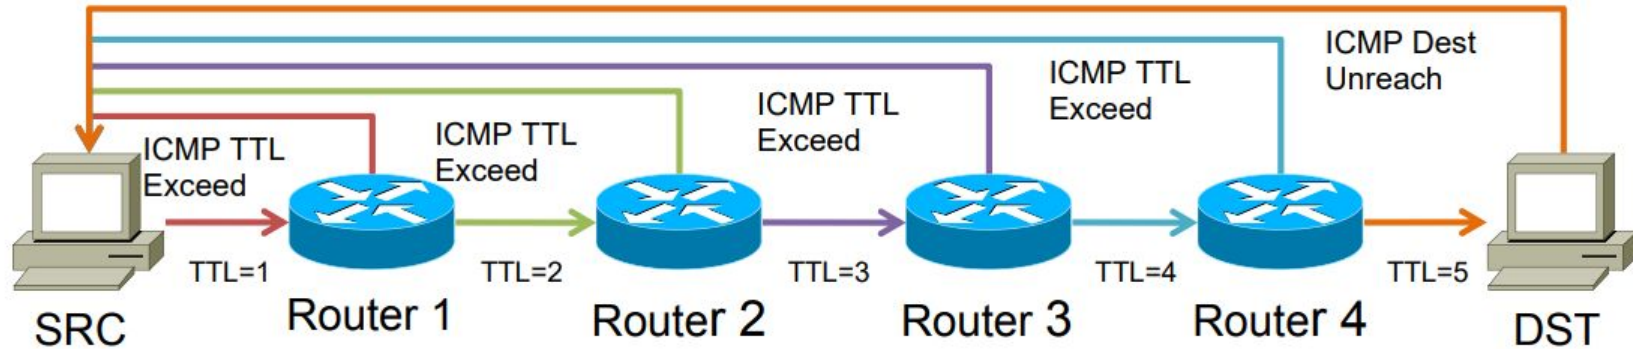 ICMP Dest
Unreach
ICMP TTL
Exceed
ICMP TTL
Exceed
ICMP TTL
Exceed
ICMP TTL
Exceed
TTL=1
TTL=2
TTL=3
TTL=4
TTL=5
SRC
Router 1
Router 2
Router 3
Router 4
DST